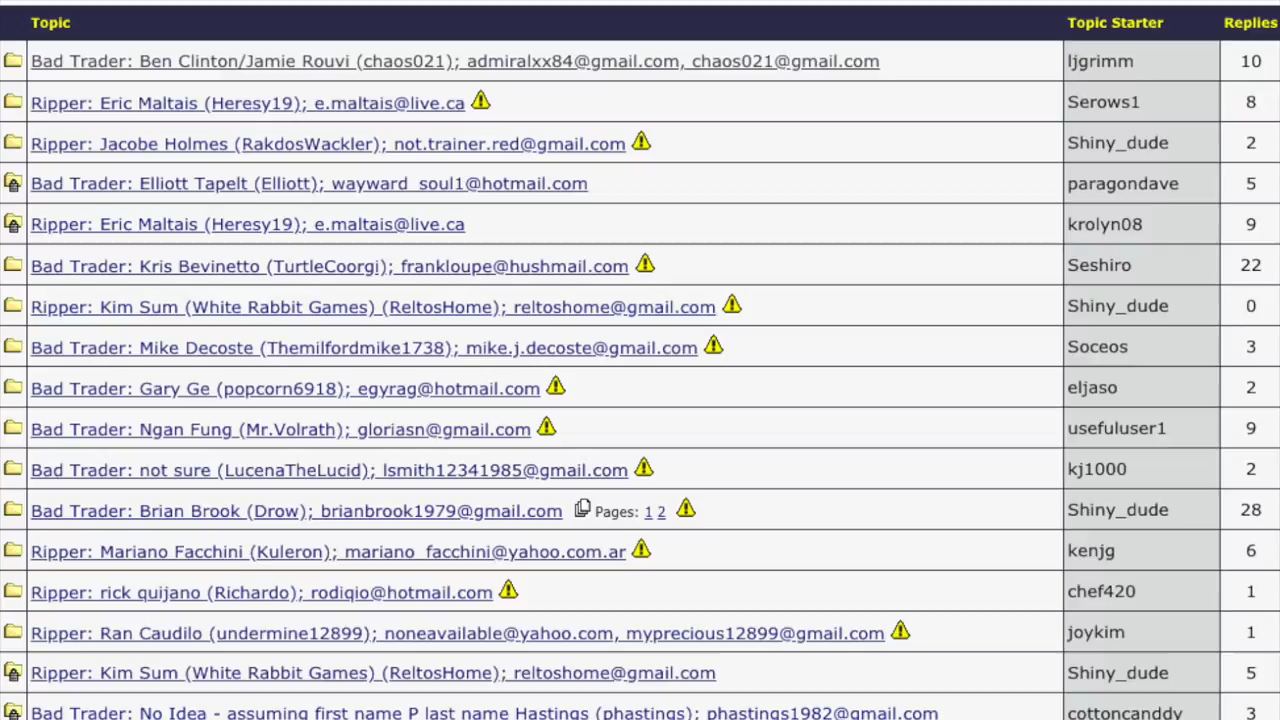 Topic Topic Starter Replies
Bad Trader: Ben Clinton/Jamie Rouvi (chaos021); admiralxx84@gmail.com, chaos021@gmail.com ljgrimm 10
Ripper: Eric Maltais (Heresy19); e.maltais@live.ca Serows1 8
Ripper: Jacobe Holmes (RakdosWackler); not.trainer.red@gmail.com Shiny_dude 2
Bad Trader: Elliott Tapelt (Elliott); wayward_soul1@hotmail.com paragondave 5
Ripper: Eric Maltais (Heresy19); e.maltais@live.ca krolyn08 9
Bad Trader: Kris Bevinetto (TurtleCoorgi); frankloupe@hushmail.com Seshiro 22
Ripper: Kim Sum (White Rabbit Games) (ReltosHome); reltoshome@gmail.com Shiny_dude 0
Bad Trader: Mike Decoste (Themilfordmike1738); mike.j.decoste@gmail.com Soceos 3
Bad Trader: Gary Ge (popcorn6918); egyrag@hotmail.com eljaso 2
Bad Trader: Ngan Fung (Mr.Volrath); gloriasn@gmail.com usefuluser1 9
Bad Trader: not sure (LucenaTheLucid); lsmith12341985@gmail.com kj1000 2
Bad Trader: Brian Brook (Drow); brianbrook1979@gmail.com Pages: 1 2 Shiny_dude 28
Ripper: Mariano Facchini (Kuleron); mariano_facchini@yahoo.com.ar kenjg 6
Ripper: rick quijano (Richardo); rodiqio@hotmail.com chef420 1
Ripper: Ran Caudilo (undermine12899); noneavailable@yahoo.com, myprecious12899@gmail.com joykim 1
Ripper: Kim Sum (White Rabbit Games) (ReltosHome); reltoshome@gmail.com Shiny_dude 5
Bad Trader: No Idea - assuming first name P last name Hastings (phastings); phastings1982@gmail.com cottoncanddy 3